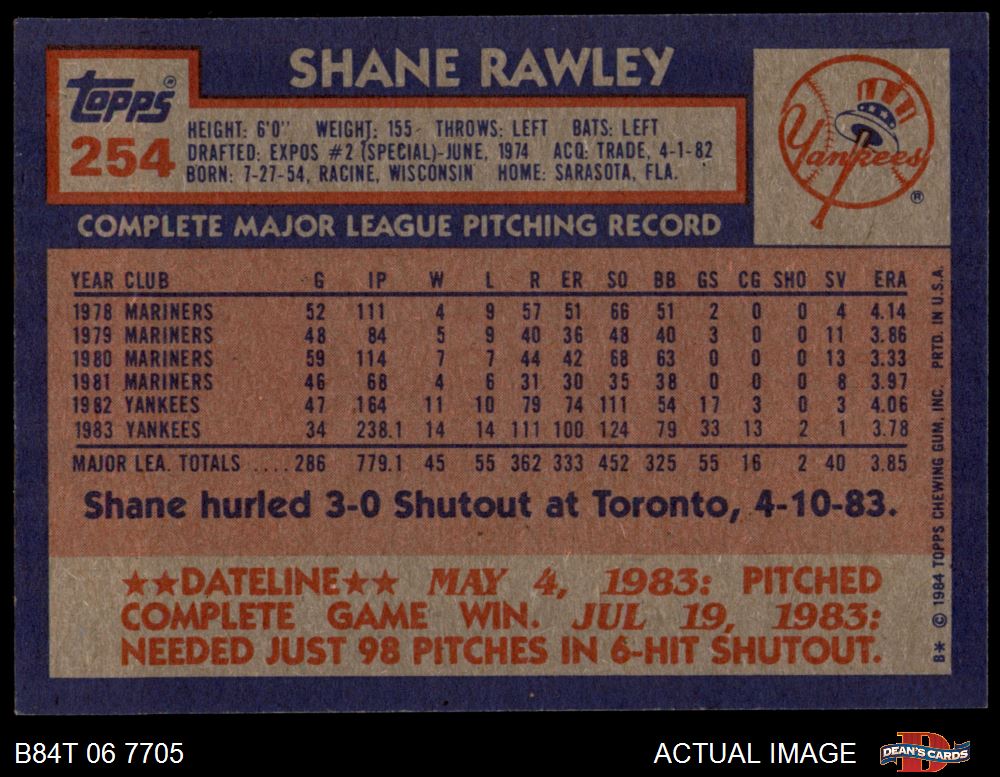 SHANE RAWLEY
Topps®
254
HEIGHT: 6'0" WEIGHT: 155 THROWS: LEFT BATS: LEFT
DRAFTED: EXPOS #2 (SPECIAL)-JUNE, 1974 ACQ: TRADE, 4-1-82
BORN: 7-27-54, RACINE, WISCONSIN HOME: SARASOTA, FLA.
Yankees ®
COMPLETE MAJOR LEAGUE PITCHING RECORD
YEAR CLUB G IP W L R ER SO BB GS CG SHO SV ERA
1978 MARINERS 52 111 4 9 57 51 66 51 2 0 0 4 4.14
1979 MARINERS 48 84 5 9 40 36 48 40 3 0 0 11 3.86
1980 MARINERS 59 114 7 7 44 42 68 63 0 0 0 13 3.33
1981 MARINERS 46 68 4 6 31 30 35 38 0 0 0 8 3.97
1982 YANKEES 47 164 11 10 79 74 111 54 17 3 0 3 4.06
1983 YANKEES 34 238.1 14 14 111 100 124 79 33 13 2 1 3.78
MAJOR LEA. TOTALS ....286 779.1 45 55 362 333 452 325 55 16 2 40 3.85
Shane hurled 3-0 Shutout at Toronto, 4-10-83.
★★DATELINE★★ MAY 4, 1983: PITCHED
COMPLETE GAME WIN. JUL 19, 1983:
NEEDED JUST 98 PITCHES IN 6-HIT SHUTOUT.
B* © 1984 TOPPS CHEWING GUM, INC. PRTD. IN U.S.A.
B84T 06 7705
ACTUAL IMAGE
D
DEAN'S CARDS